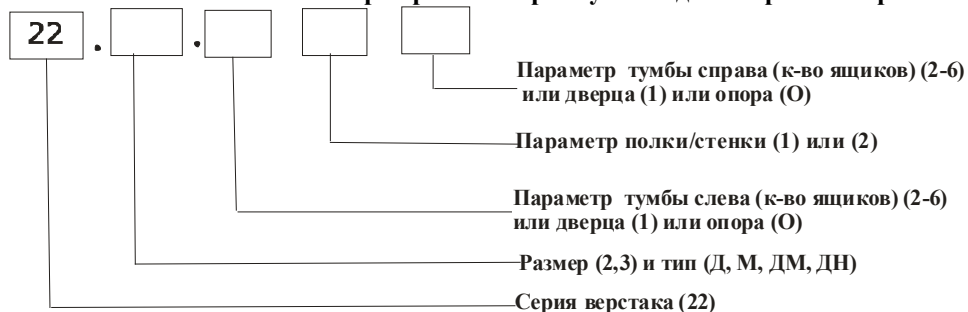 22 . .
Параметр тумбы справа (к-во ящиков) (2-6)
или дверца (1) или опора (О)
Параметр полки/стенки (1) или (2)
Параметр тумбы слева (к-во ящиков) (2-6)
или дверца (1) или опора (О)
Размер (2,3) и тип (Д, М, ДМ, ДН)
Серия верстака (22)